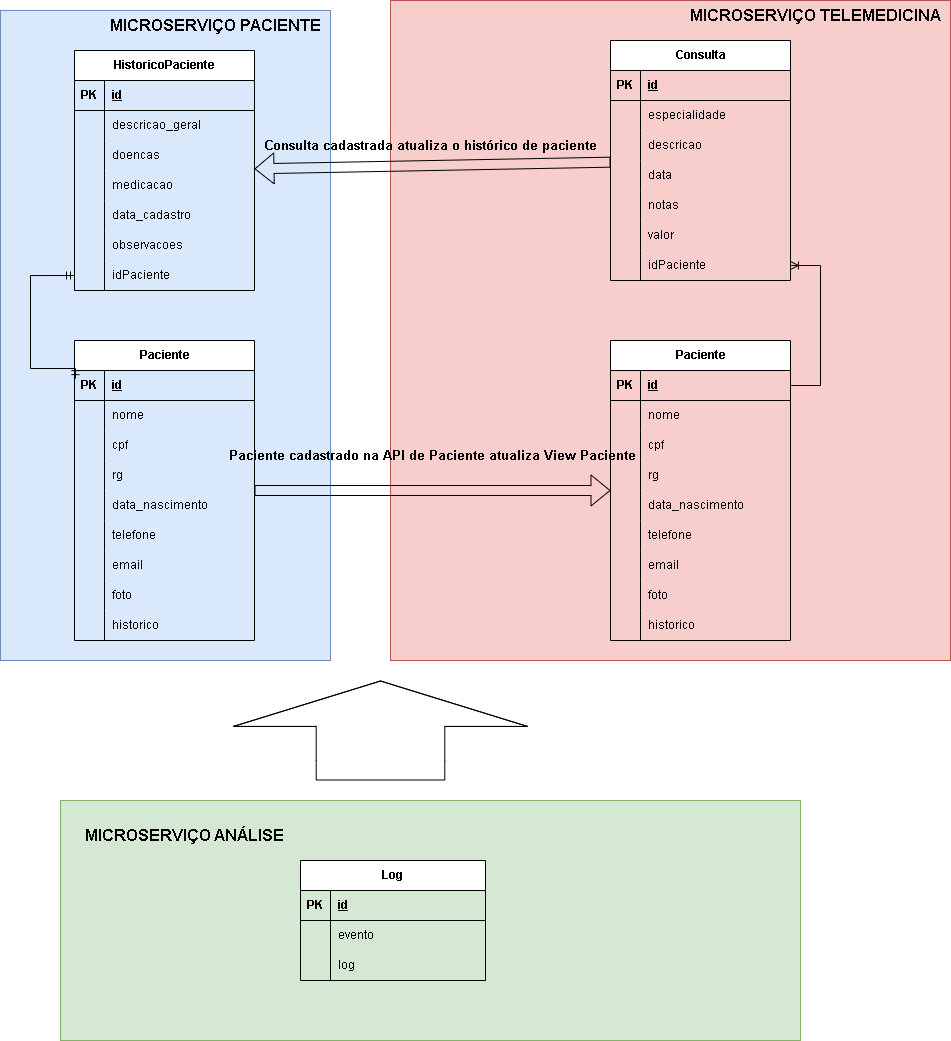 MICROSERVIÇO PACIENTE
HistoricoPaciente
PK id
descricao_geral
doencas
medicacao
data_cadastro
observacoes
idPaciente
Paciente
PK id
nome
cpf
rg
data_nascimento
telefone
email
foto
historico
Consulta cadastrada atualiza o histórico de paciente
Paciente cadastrado na API de Paciente atualiza View Paciente
MICROSERVIÇO TELEMEDICINA
Consulta
PK id
especialidade
descricao
data
notas
valor
idPaciente
Paciente
PK id
nome
cpf
rg
data_nascimento
telefone
email
foto
historico
MICROSERVIÇO ANÁLISE
Log
PK id
evento
log